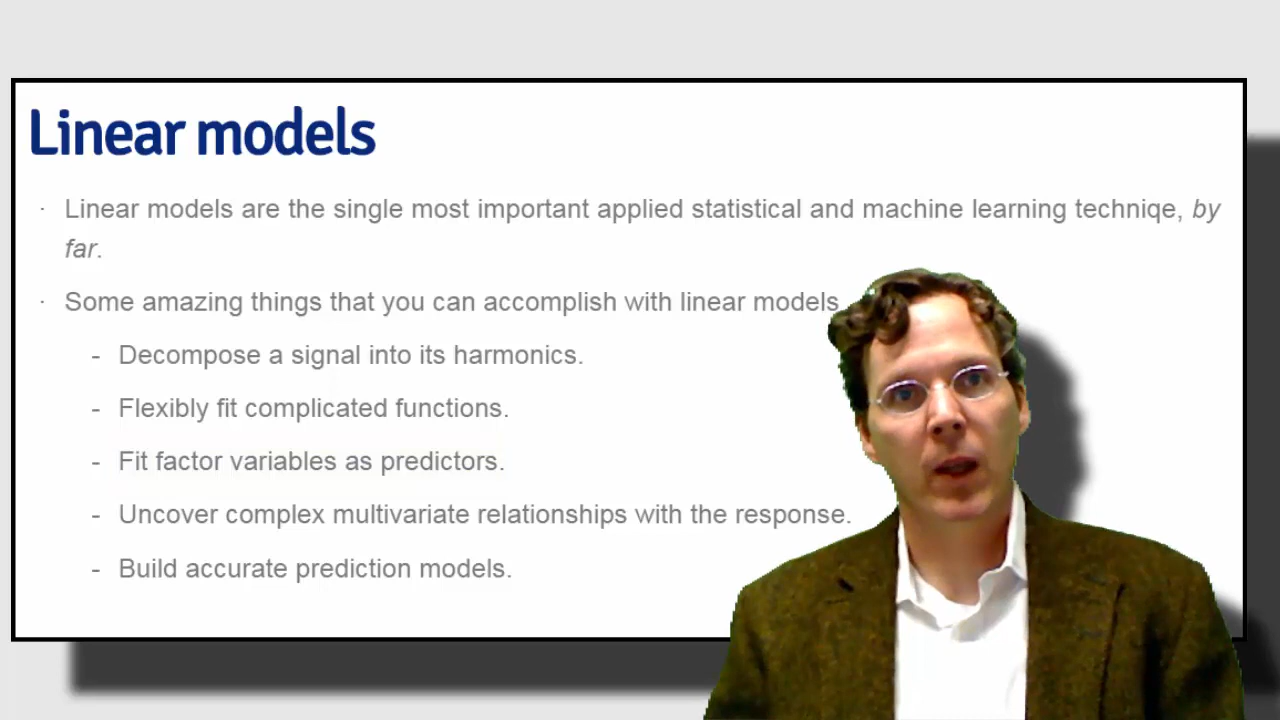 Linear models
· Linear models are the single most important applied statistical and machine learning techniqe, by
far.
· Some amazing things that you can accomplish with linear models
- Decompose a signal into its harmonics.
- Flexibly fit complicated functions.
- Fit factor variables as predictors.
- Uncover complex multivariate relationships with the response.
- Build accurate prediction models.